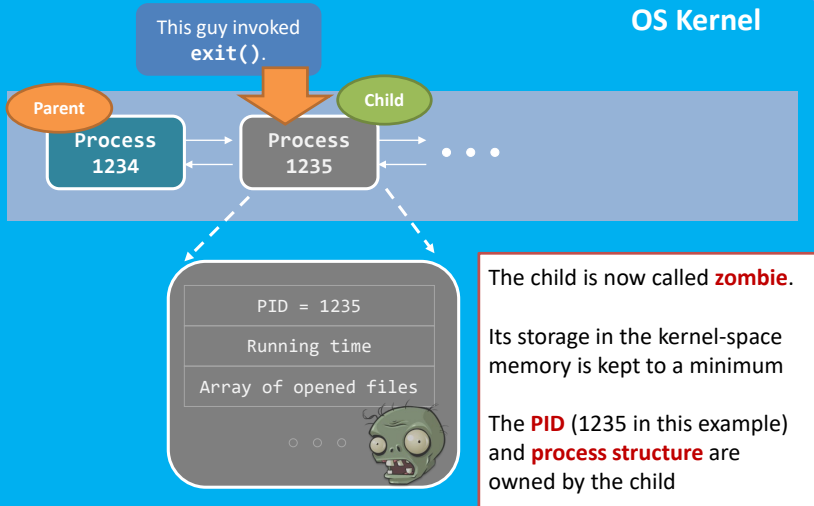 OS Kernel
This guy invoked
exit().
Parent
Child
Process
1234
Process
1235
PID = 1235
Running time
Array of opened files
The child is now called zombie.
Its storage in the kernel-space
memory is kept to a minimum
The PID (1235 in this example)
and process structure are
owned by the child